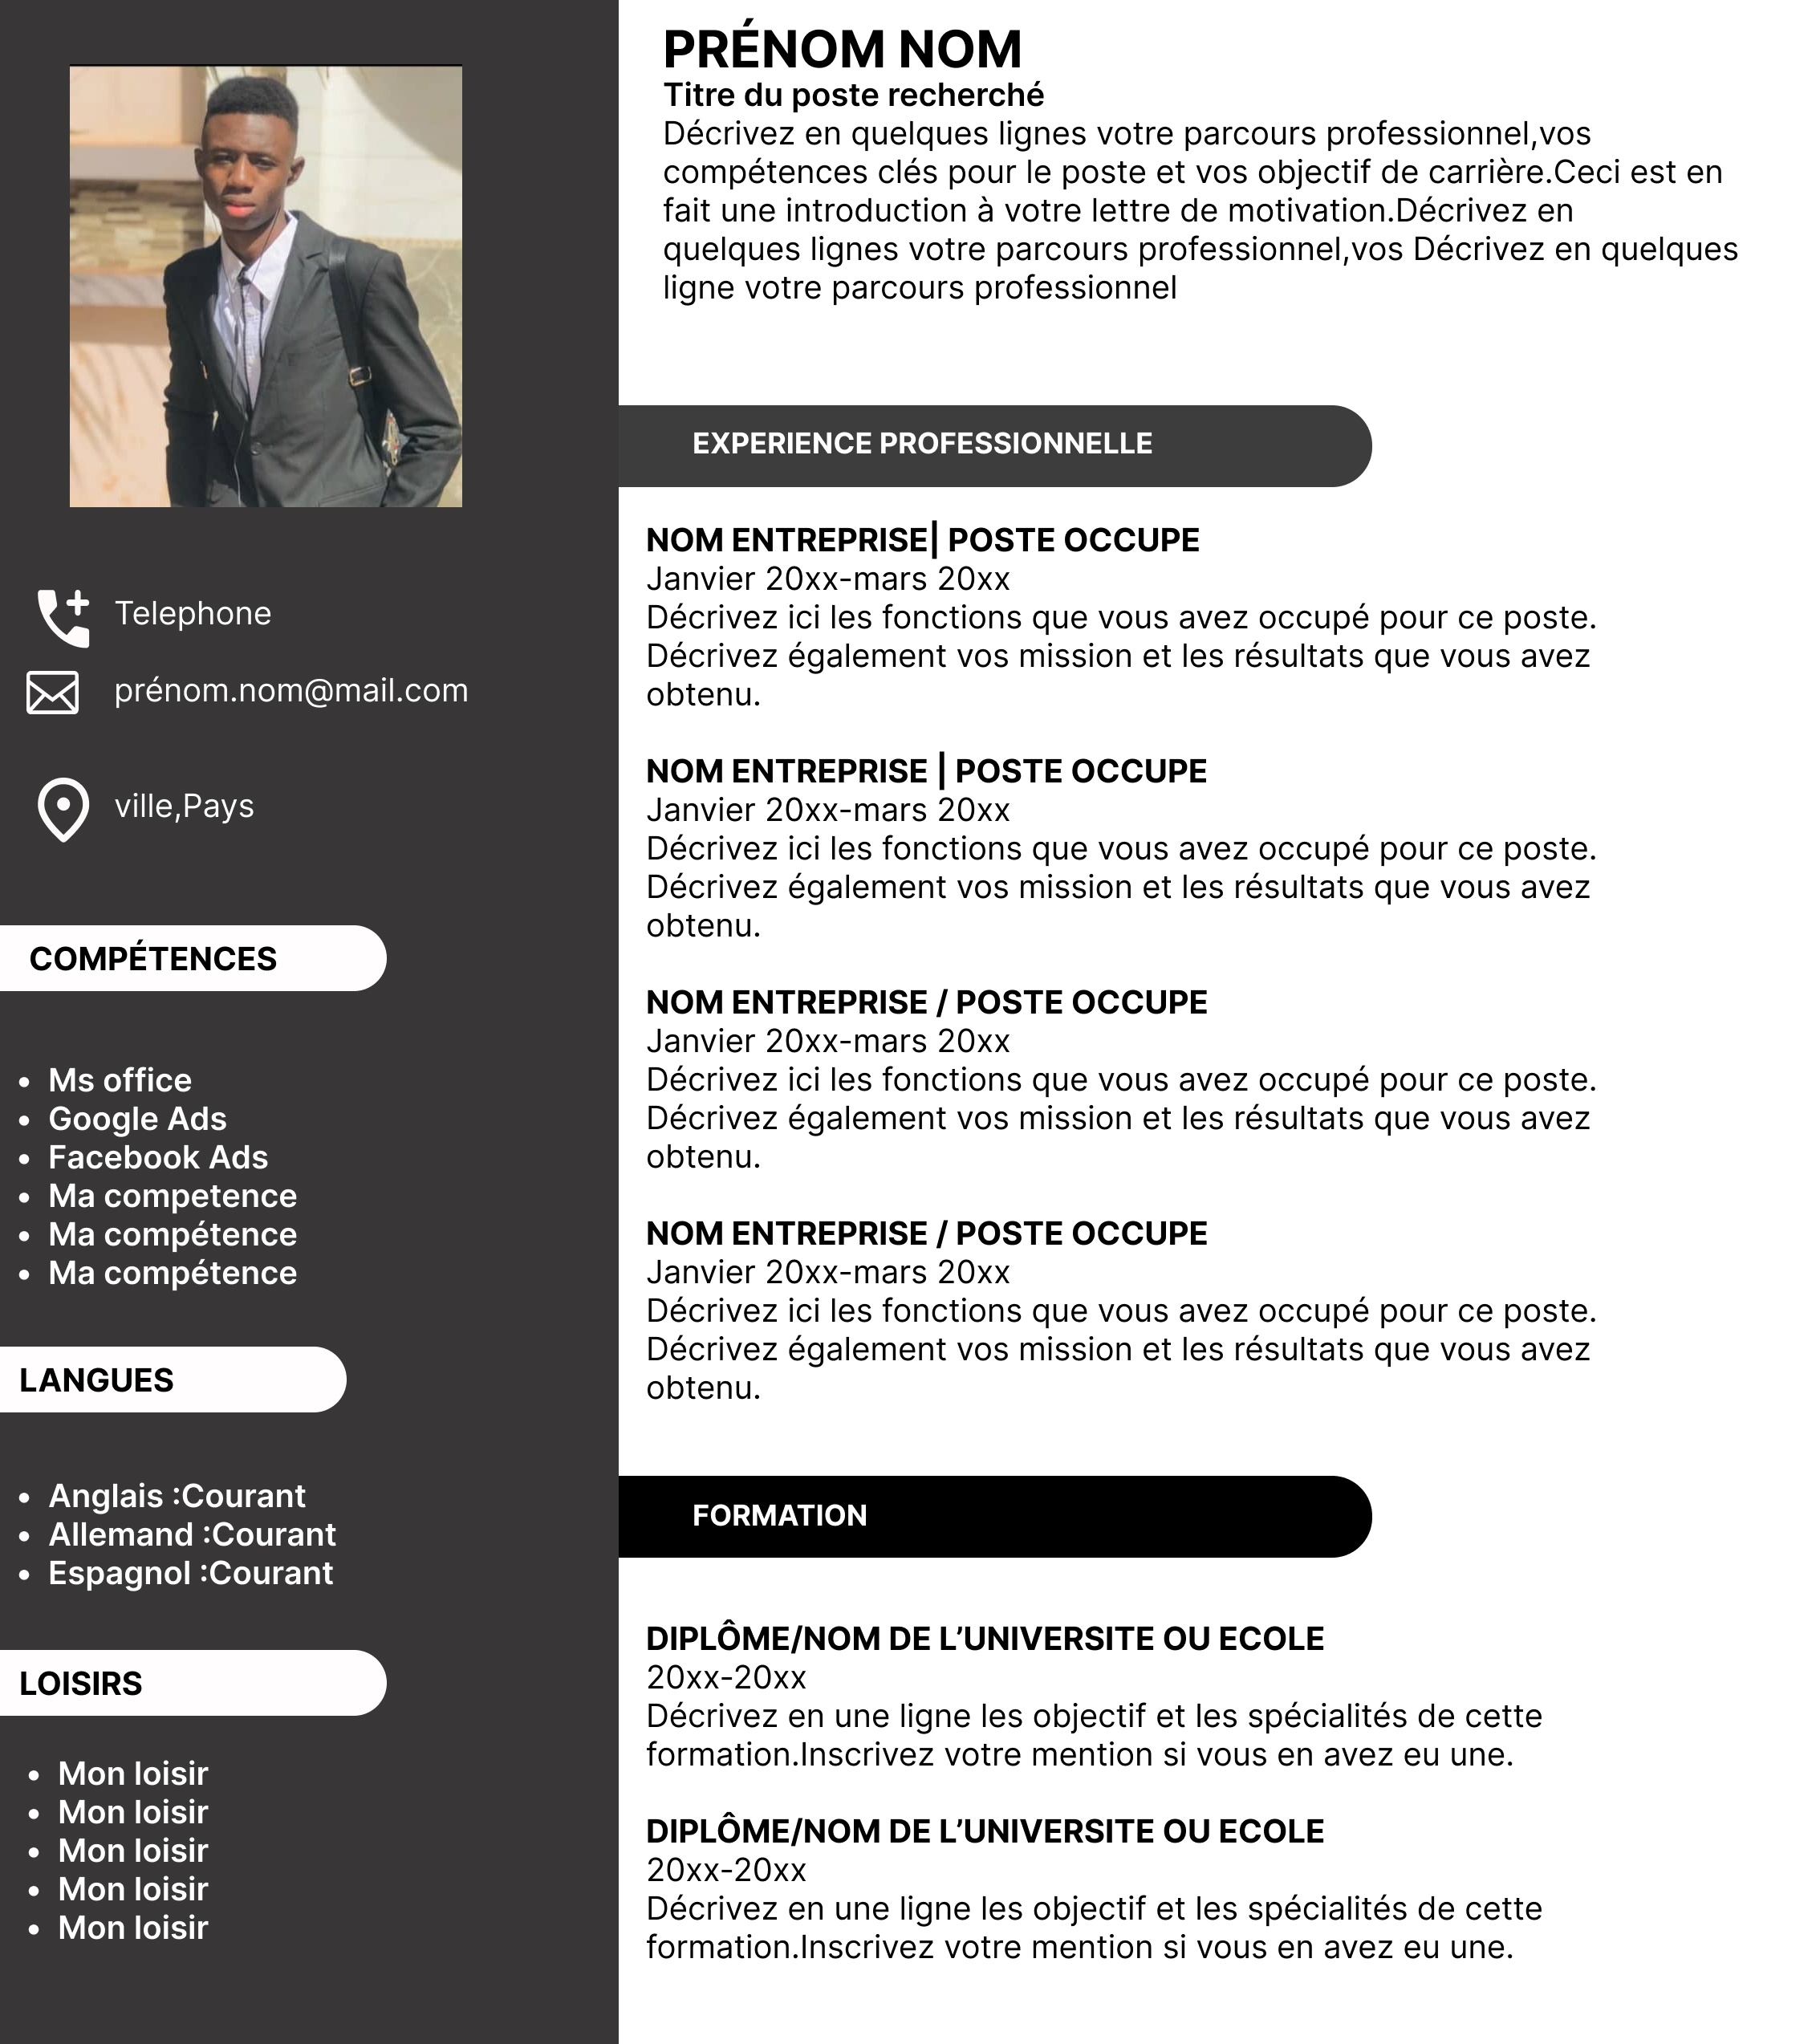 PRÉNOM NOM
Titre du poste recherché
Décrivez en quelques lignes votre parcours professionnel,vos
compétences clés pour le poste et vos objectif de carrière.Ceci est en
fait une introduction à votre lettre de motivation.Décrivez en
quelques lignes votre parcours professionnel,vos Décrivez en quelques
ligne votre parcours professionnel
Telephone
prénom.nom@mail.com
ville,Pays
COMPÉTENCES
• Ms office
• Google Ads
• Facebook Ads
• Ma competence
• Ma compétence
• Ma compétence
LANGUES
• Anglais :Courant
• Allemand :Courant
• Espagnol :Courant
LOISIRS
• Mon loisir
• Mon loisir
• Mon loisir
• Mon loisir
• Mon loisir
EXPERIENCE PROFESSIONNELLE
NOM ENTREPRISE| POSTE OCCUPE
Janvier 20xx-mars 20xx
Décrivez ici les fonctions que vous avez occupé pour ce poste.
Décrivez également vos mission et les résultats que vous avez
obtenu.
NOM ENTREPRISE | POSTE OCCUPE
Janvier 20xx-mars 20xx
Décrivez ici les fonctions que vous avez occupé pour ce poste.
Décrivez également vos mission et les résultats que vous avez
obtenu.
NOM ENTREPRISE / POSTE OCCUPE
Janvier 20xx-mars 20xx
Décrivez ici les fonctions que vous avez occupé pour ce poste.
Décrivez également vos mission et les résultats que vous avez
obtenu.
NOM ENTREPRISE / POSTE OCCUPE
Janvier 20xx-mars 20xx
Décrivez ici les fonctions que vous avez occupé pour ce poste.
Décrivez également vos mission et les résultats que vous avez
obtenu.
FORMATION
DIPLÔME/NOM DE L’UNIVERSITE OU ECOLE
20xx-20xx
Décrivez en une ligne les objectif et les spécialités de cette
formation.Inscrivez votre mention si vous en avez eu une.
DIPLÔME/NOM DE L’UNIVERSITE OU ECOLE
20xx-20xx
Décrivez en une ligne les objectif et les spécialités de cette
formation.Inscrivez votre mention si vous en avez eu une.